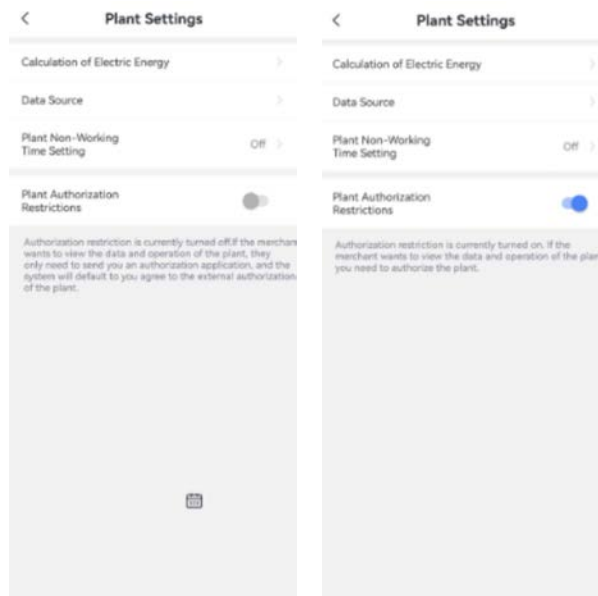 Plant Settings
Calculation of Electric Energy
Data Source
Plant Non-Working
Time Setting
Off
Plant Authorization
Restrictions
Authorization restriction is currently turned off.If the merchan
wants to view the data and operation of the plant, they
only need to send you an authorization application, and the
system will default to you agree to the external authorization
of the plant.
Plant Settings
Calculation of Electric Energy
Data Source
Plant Non-Working
Time Setting
Off
Plant Authorization
Restrictions
Authorization restriction is currently turned on. If the
merchant wants to view the data and operation of the plan
you need to authorize the plant.